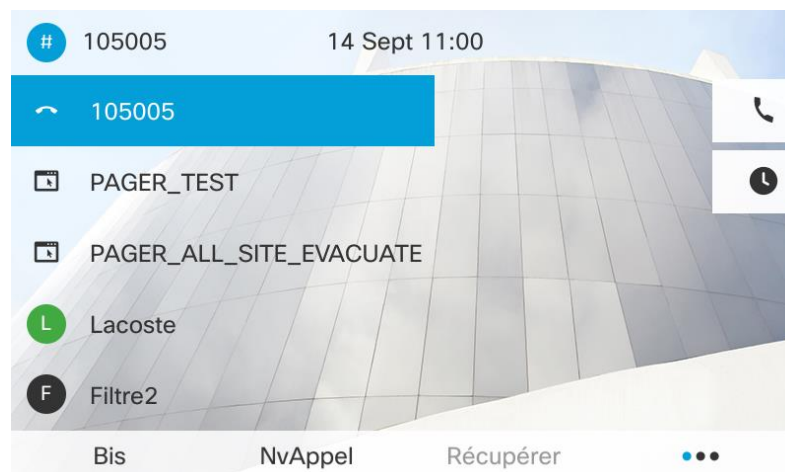 # 105005 14 Sept 11:00
105005
PAGER_TEST
PAGER_ALL_SITE_EVACUATE
L Lacoste
F Filtre2
Bis NvAppel Récupérer